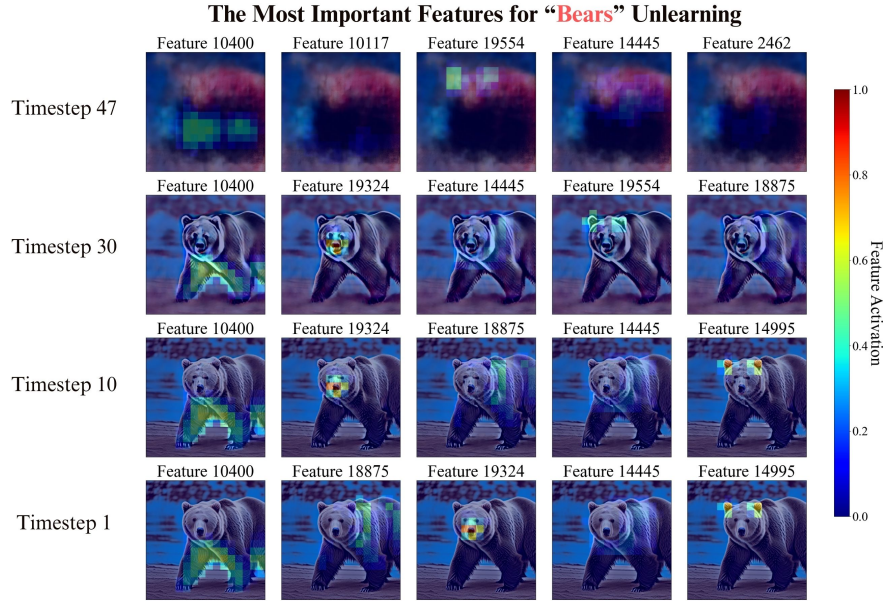 The Most Important Features for “Bears” Unlearning
Feature 10400 Feature 10117 Feature 19554 Feature 14445 Feature 2462
Timestep 47
Feature 10400 Feature 19324 Feature 14445 Feature 19554 Feature 18875
Timestep 30
Feature 10400 Feature 19324 Feature 18875 Feature 14445 Feature 14995
Timestep 10
Feature 10400 Feature 18875 Feature 19324 Feature 14445 Feature 14995
Timestep 1
1.0
0.8
0.6
0.4
0.2
0.0
Feature Activation